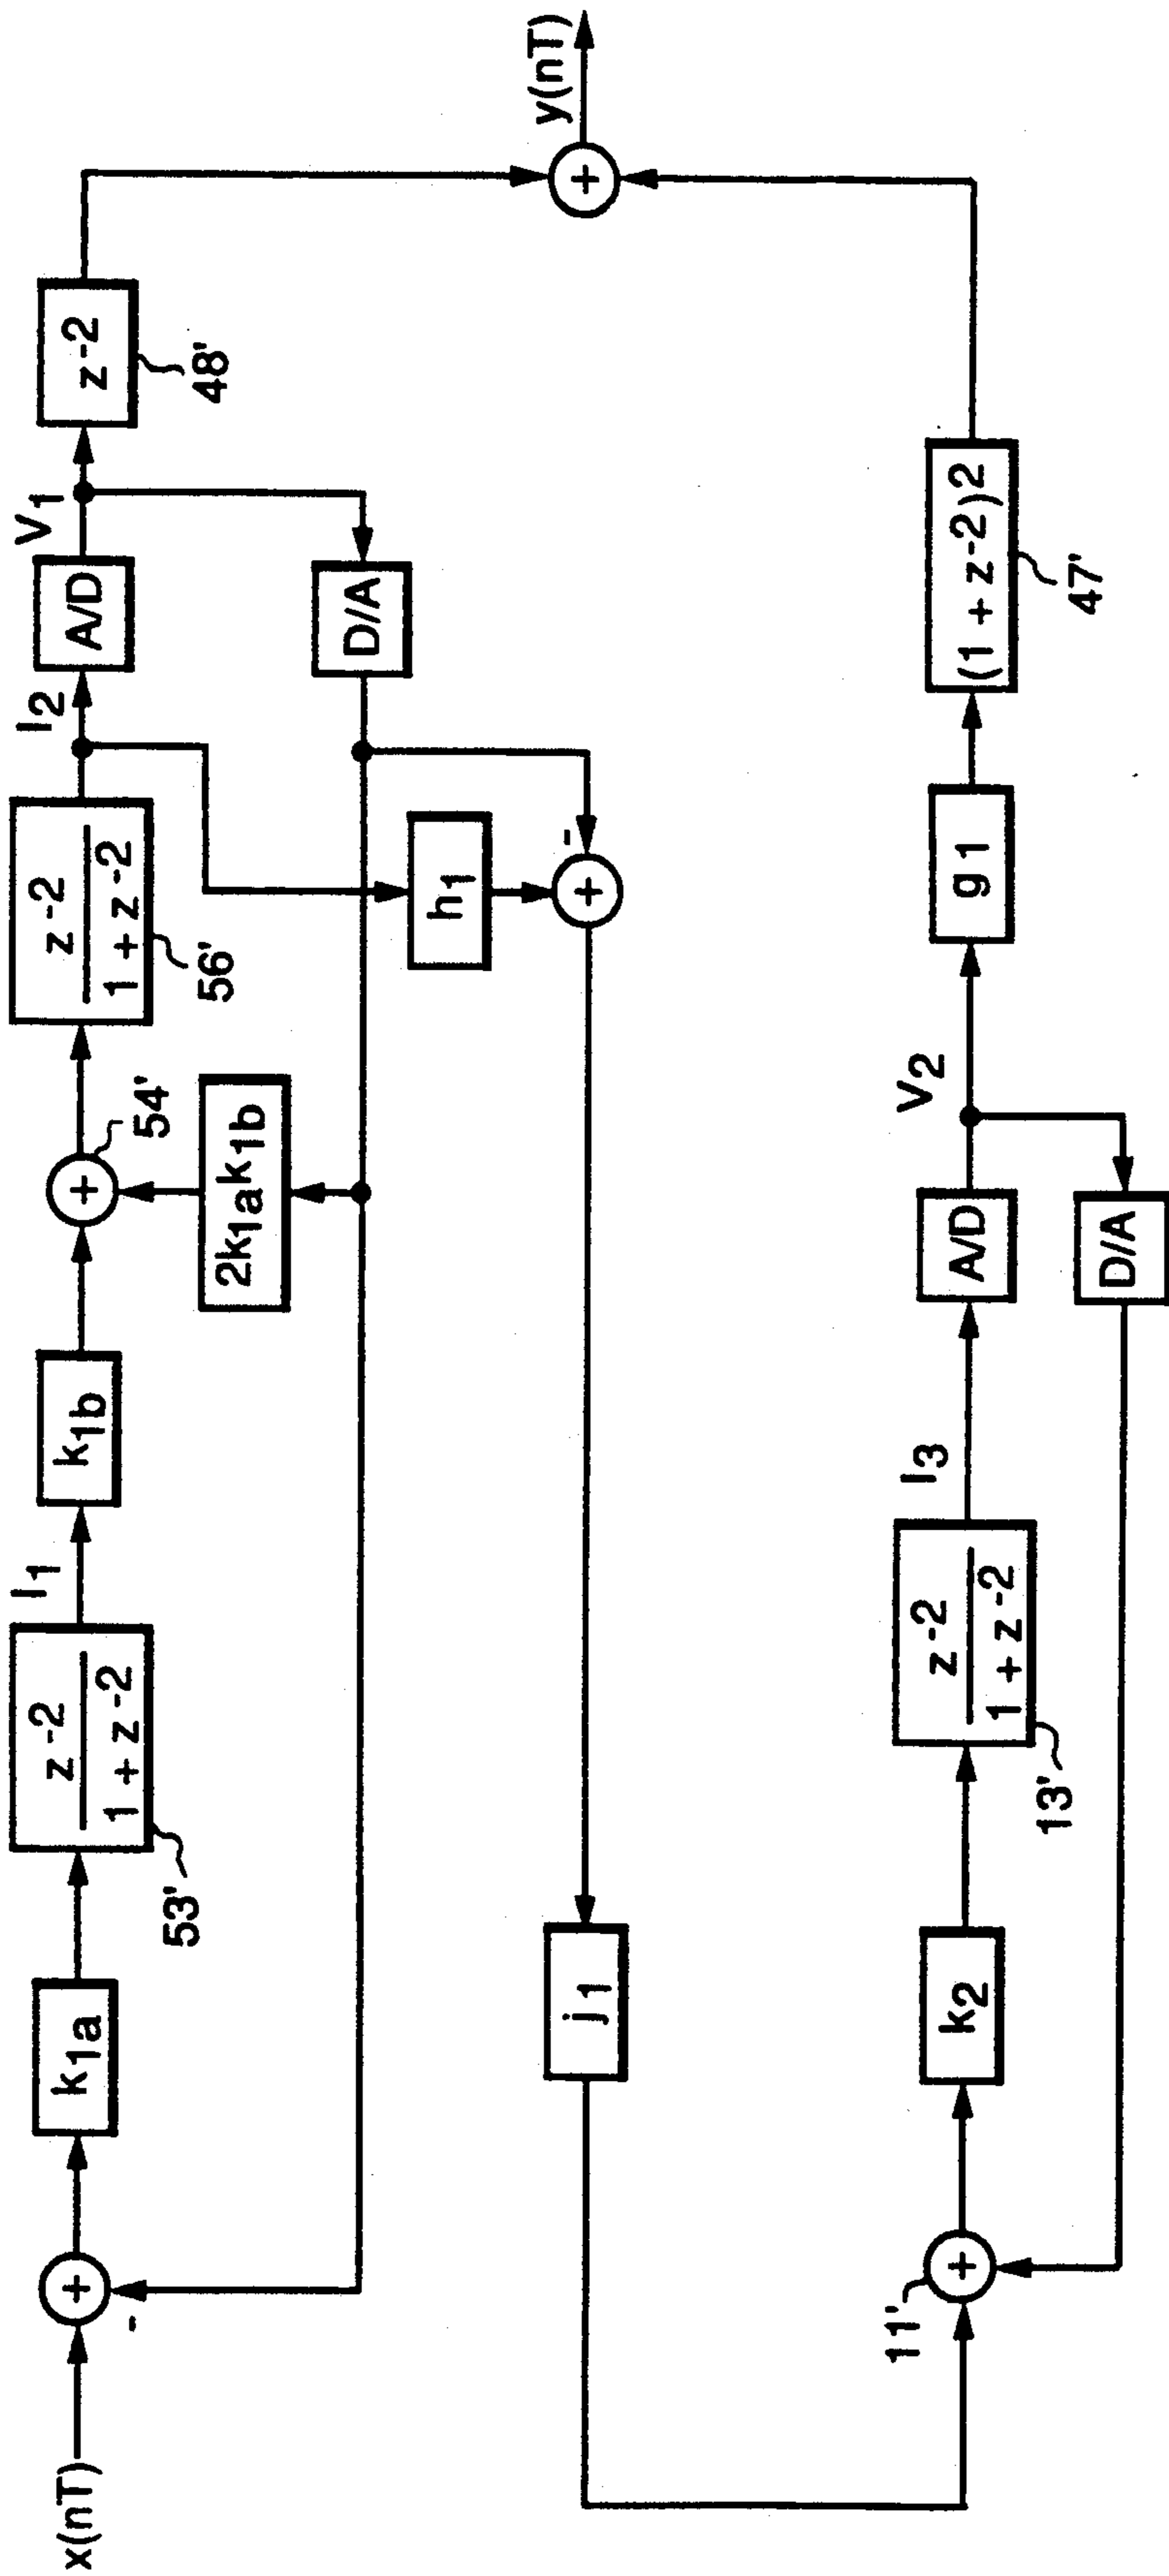 x(nT)
+
-
k1a
z-2
1 + z-2
53'
I1
k1b
+
54'
2k1ak1b
z-2
1 + z-2
56'
I2
A/D
V1
D/A
z-2
48'
h1
+
-
j1
+
y(nT)
11'
+
k2
z-2
1 + z-2
13'
I3
A/D
V2
D/A
g1
(1 + z-2)2
47'